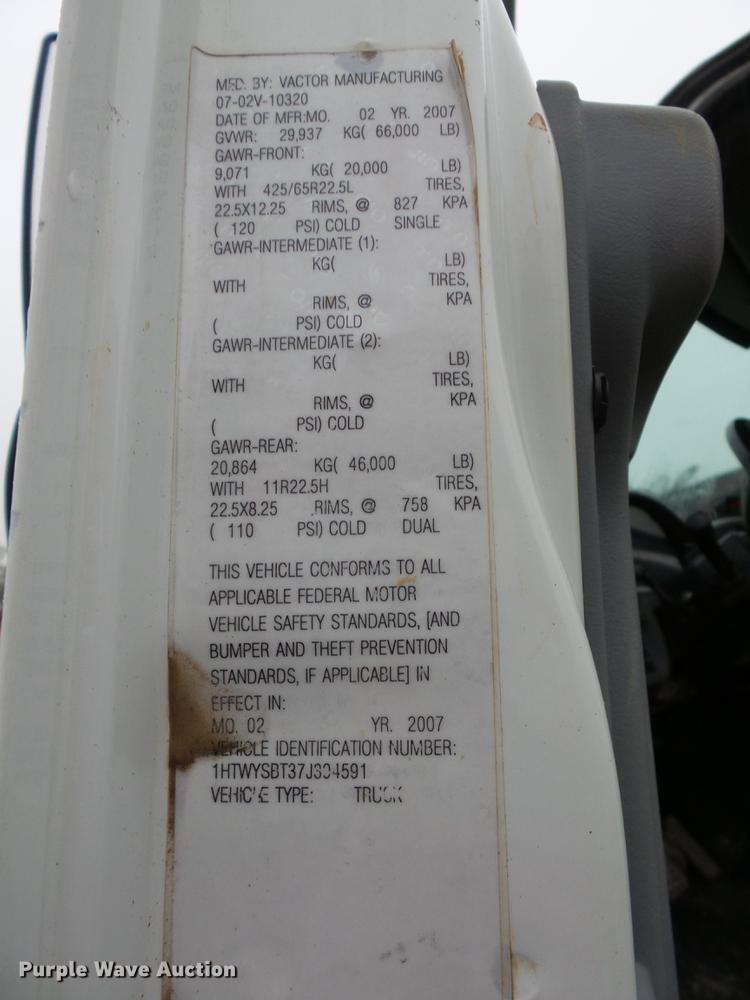 MFD. BY: VACTOR MANUFACTURING
07-02V-10320
DATE OF MFR:MO. 02 YR. 2007
GVWR: 29,937 KG( 66,000 LB)
GAWR-FRONT:
9,071 KG( 20,000 LB)
WITH 425/65R22.5L TIRES,
22.5X12.25 RIMS, @ 827 KPA
( 120 PSI) COLD SINGLE
GAWR-INTERMEDIATE (1):
KG( LB)
WITH TIRES,
RIMS, @ KPA
( PSI) COLD
GAWR-INTERMEDIATE (2):
KG( LB)
WITH TIRES,
RIMS, @ KPA
( PSI) COLD
GAWR-REAR:
20,864 KG( 46,000 LB)
WITH 11R22.5H TIRES,
22.5X8.25 RIMS, @ 758 KPA
( 110 PSI) COLD DUAL
THIS VEHICLE CONFORMS TO ALL
APPLICABLE FEDERAL MOTOR
VEHICLE SAFETY STANDARDS, [AND
BUMPER AND THEFT PREVENTION
STANDARDS, IF APPLICABLE] IN
EFFECT IN:
MO. 02 YR. 2007
VEHICLE IDENTIFICATION NUMBER:
VEHICLE TYPE: TRUCK
Purple Wave Auction